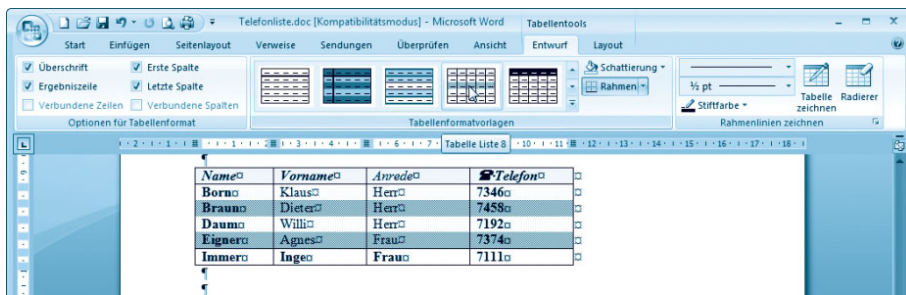 Telefonliste.doc [Kompatibilitätsmodus] - Microsoft Word Tabellentools
Start Einfügen Seitenlayout Verweise Sendungen Überprüfen Ansicht Entwurf Layout
Überschrift Erste Spalte
Ergebniszeile Letzte Spalte
Verbundene Zeilen Verbundene Spalten
Optionen für Tabellenformat
Schattierung
Rahmen
Tabellenformatvorlagen
½ pt
Stiftfarbe
Tabelle zeichnen
Radierer
Rahmenlinien zeichnen
Tabelle Liste 8
Name¤ Vorname¤ Anrede¤ ☎·Telefon¤ ¤
Born¤ Klaus¤ Herr¤ 7346¤ ¤
Braun¤ Dieter¤ Herr¤ 7458¤ ¤
Daum¤ Willi¤ Herr¤ 7192¤ ¤
Eigner¤ Agnes¤ Frau¤ 7374¤ ¤
Immer¤ Inge¤ Frau¤ 7111¤ ¤